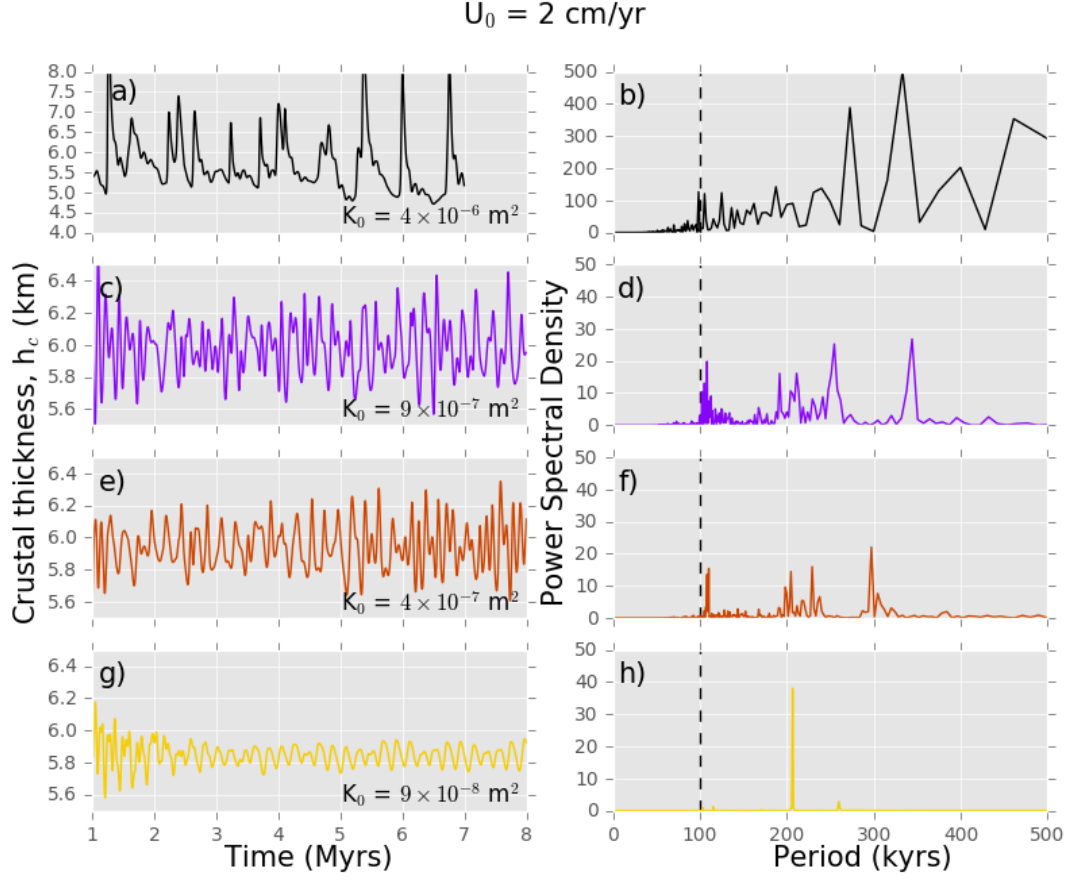 U₀ = 2 cm/yr
Crustal thickness, h_c (km)
a)
8.0
7.5
7.0
6.5
6.0
5.5
5.0
4.5
4.0
K₀ = 4×10⁻⁶ m²
c)
6.4
6.2
6.0
5.8
5.6
K₀ = 9×10⁻⁷ m²
e)
6.4
6.2
6.0
5.8
5.6
K₀ = 4×10⁻⁷ m²
g)
6.4
6.2
6.0
5.8
5.6
K₀ = 9×10⁻⁸ m²
1 2 3 4 5 6 7 8
Time (Myrs)
Power Spectral Density
b)
500
400
300
200
100
0
d)
50
40
30
20
10
0
f)
50
40
30
20
10
0
h)
50
40
30
20
10
0
0 100 200 300 400 500
Period (kyrs)